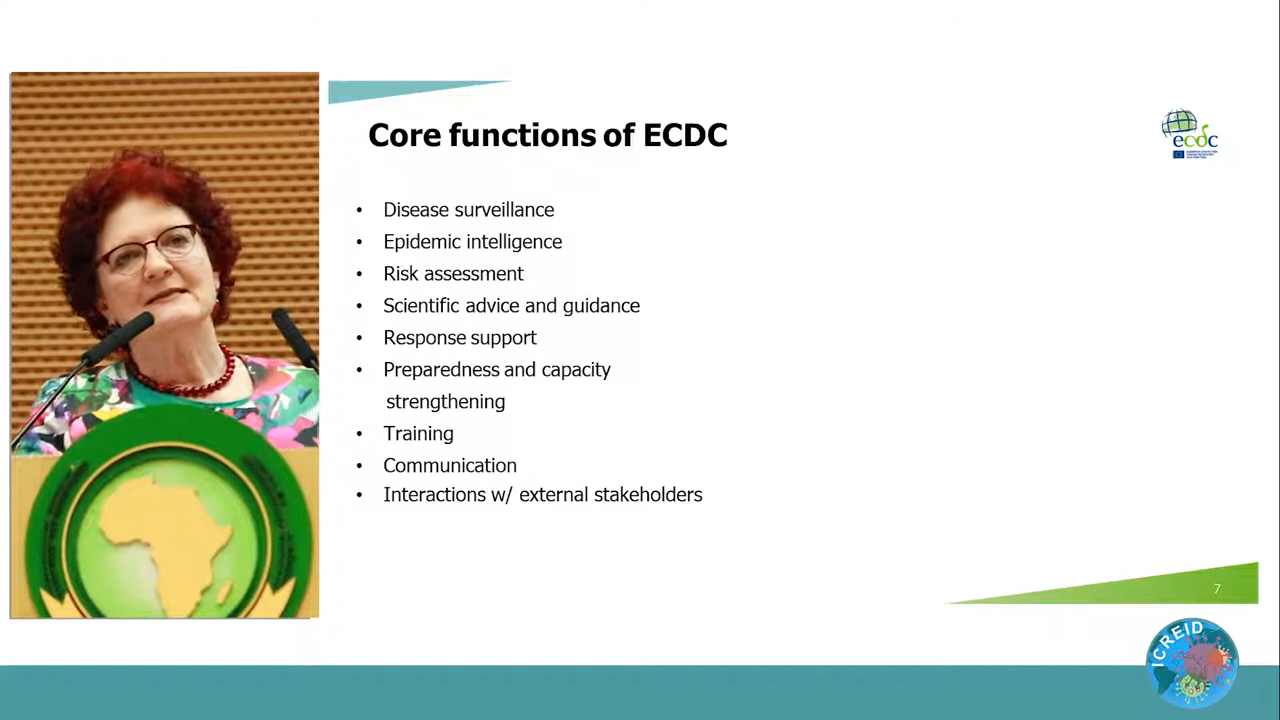 Core functions of ECDC
ecdc
• Disease surveillance
• Epidemic intelligence
• Risk assessment
• Scientific advice and guidance
• Response support
• Preparedness and capacity
strengthening
• Training
• Communication
• Interactions w/ external stakeholders
7
ICREID